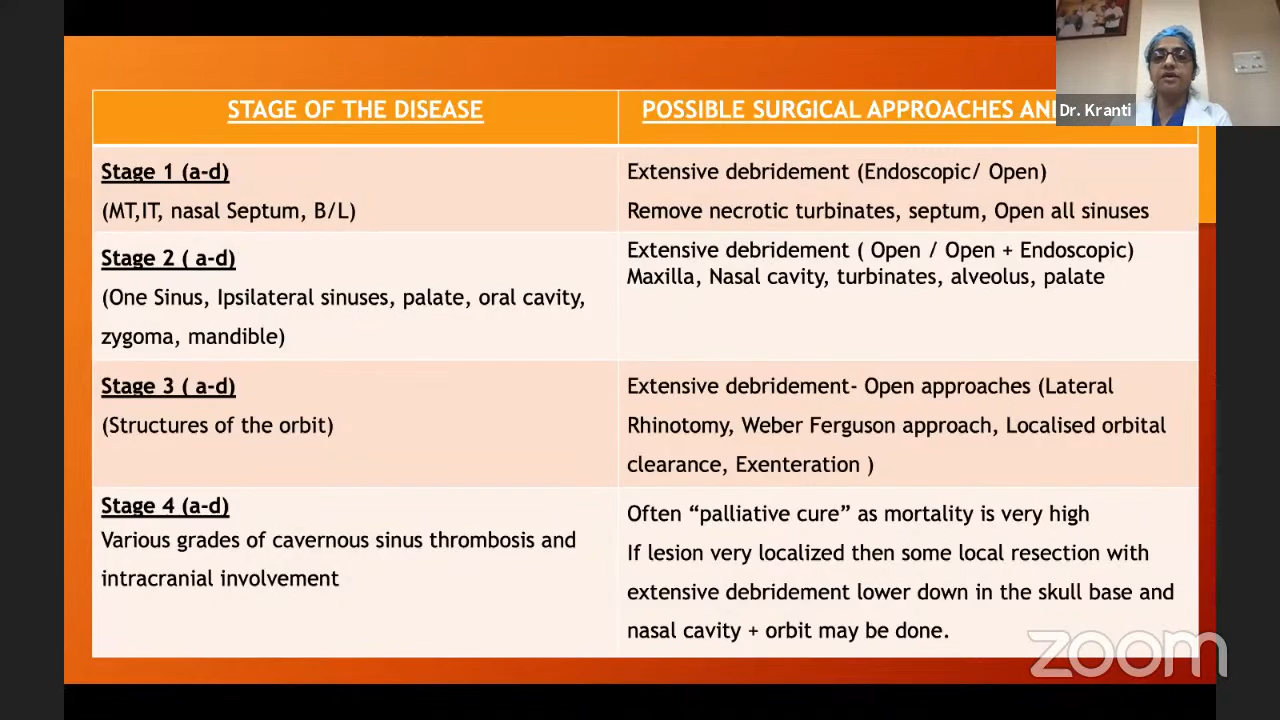 STAGE OF THE DISEASE
POSSIBLE SURGICAL APPROACHES
Dr. Kranti
Stage 1 (a-d)
(MT,IT, nasal Septum, B/L)
Extensive debridement (Endoscopic/ Open)
Remove necrotic turbinates, septum, Open all sinuses
Stage 2 ( a-d)
(One Sinus, Ipsilateral sinuses, palate, oral cavity,
zygoma, mandible)
Extensive debridement ( Open / Open + Endoscopic)
Maxilla, Nasal cavity, turbinates, alveolus, palate
Stage 3 ( a-d)
(Structures of the orbit)
Extensive debridement- Open approaches (Lateral
Rhinotomy, Weber Ferguson approach, Localised orbital
clearance, Exenteration )
Stage 4 (a-d)
Various grades of cavernous sinus thrombosis and
intracranial involvement
Often “palliative cure” as mortality is very high
If lesion very localized then some local resection with
extensive debridement lower down in the skull base and
nasal cavity + orbit may be done.
zoom